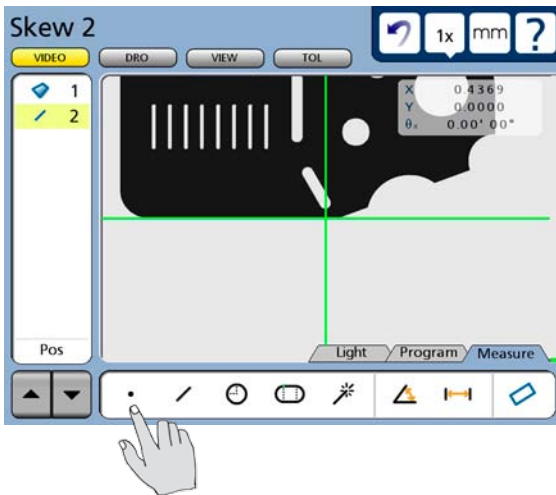 Skew 2
1x mm ?
VIDEO DRO VIEW TOL
1
2
X 0.4369
Y 0.0000
θx 0.00' 00"
Pos
Light Program Measure